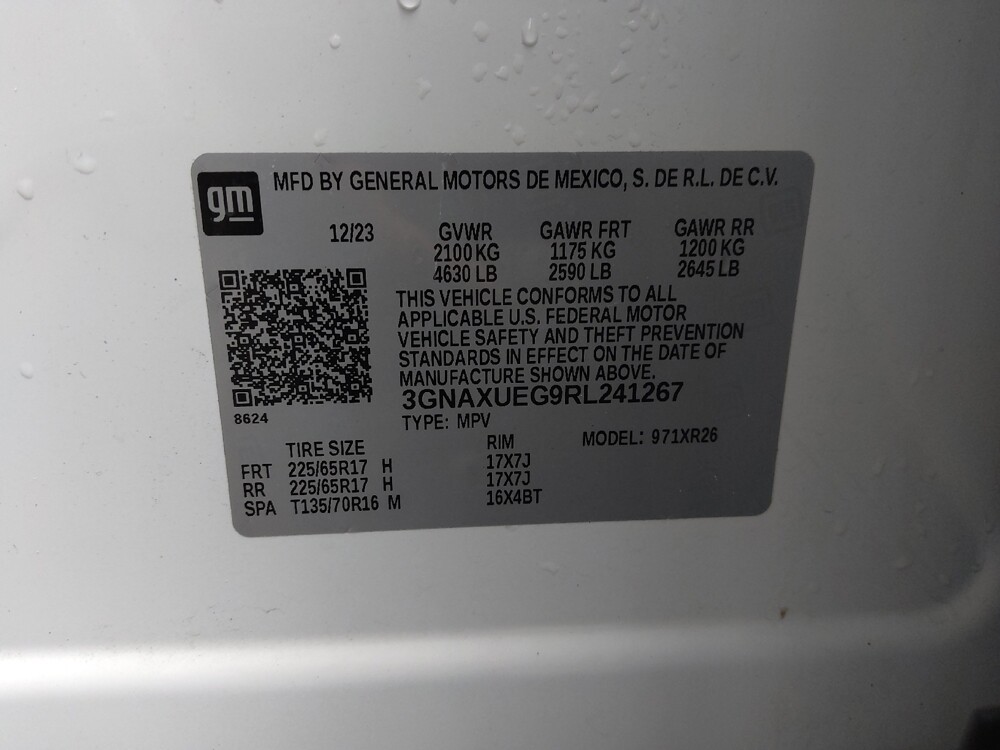 gm
MFD BY GENERAL MOTORS DE MEXICO, S. DE R.L. DE C.V.
12/23 GVWR GAWR FRT GAWR RR
2100 KG 1175 KG 1200 KG
4630 LB 2590 LB 2645 LB
THIS VEHICLE CONFORMS TO ALL
APPLICABLE U.S. FEDERAL MOTOR
VEHICLE SAFETY AND THEFT PREVENTION
STANDARDS IN EFFECT ON THE DATE OF
MANUFACTURE SHOWN ABOVE.
3GNAXUEG9RL241267
8624
TYPE: MPV
TIRE SIZE RIM MODEL: 971XR26
FRT 225/65R17 H 17X7J
RR 225/65R17 H 17X7J
SPA T135/70R16 M 16X4BT